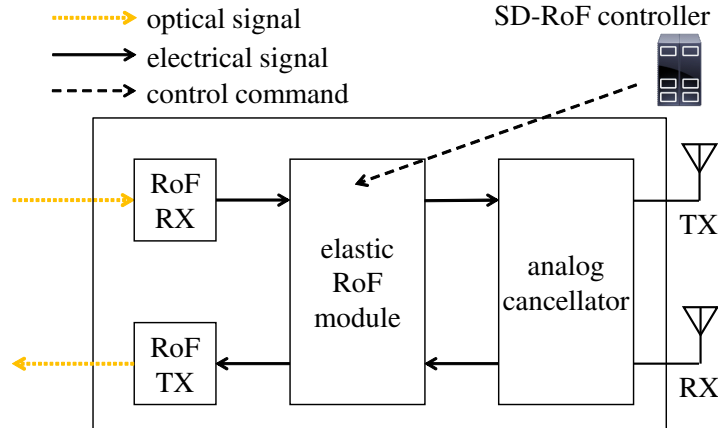 SD-RoF controller
optical signal
electrical signal
control command
RoF
RX
elastic
RoF
module
analog
cancellator
TX
RoF
TX
RX